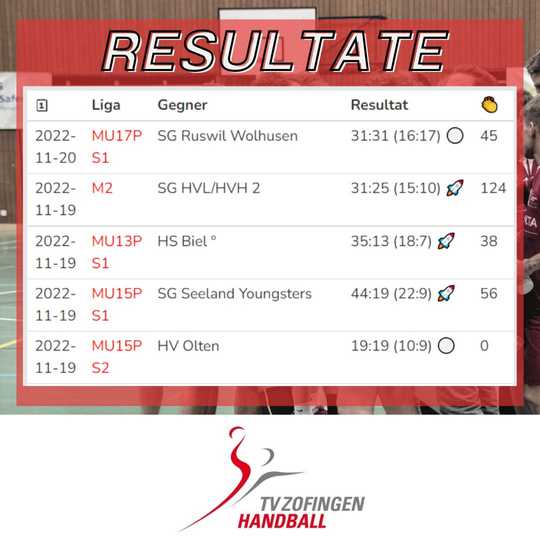 RESULTATE
Liga Gegner Resultat
2022- MU17P SG Ruswil Wolhusen 31:31 (16:17) 45
11-20 S1
2022- M2 SG HVL/HVH 2 31:25 (15:10) 🚀 124
11-19
2022- MU13P HS Biel ° 35:13 (18:7) 🚀 38
11-19 S1
2022- MU15P SG Seeland Youngsters 44:19 (22:9) 🚀 56
11-19 S1
2022- MU15P HV Olten 19:19 (10:9) 0
11-19 S2
TV ZOFINGEN
HANDBALL